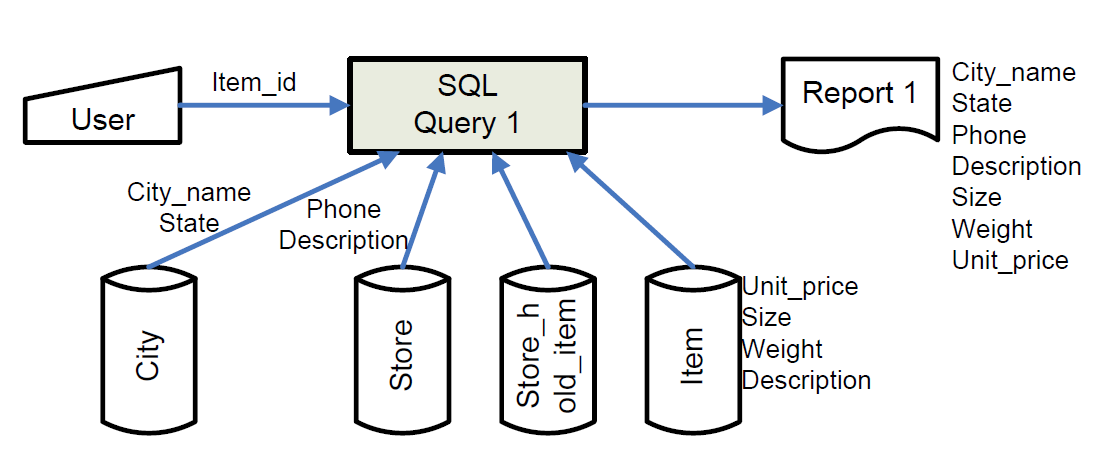 Item_id
User
SQL
Query 1
Report 1
City_name
State
Phone
Description
Size
Weight
Unit_price
City_name
State
Phone
Description
City
Store
Store_h
old_item
Item
Unit_price
Size
Weight
Description